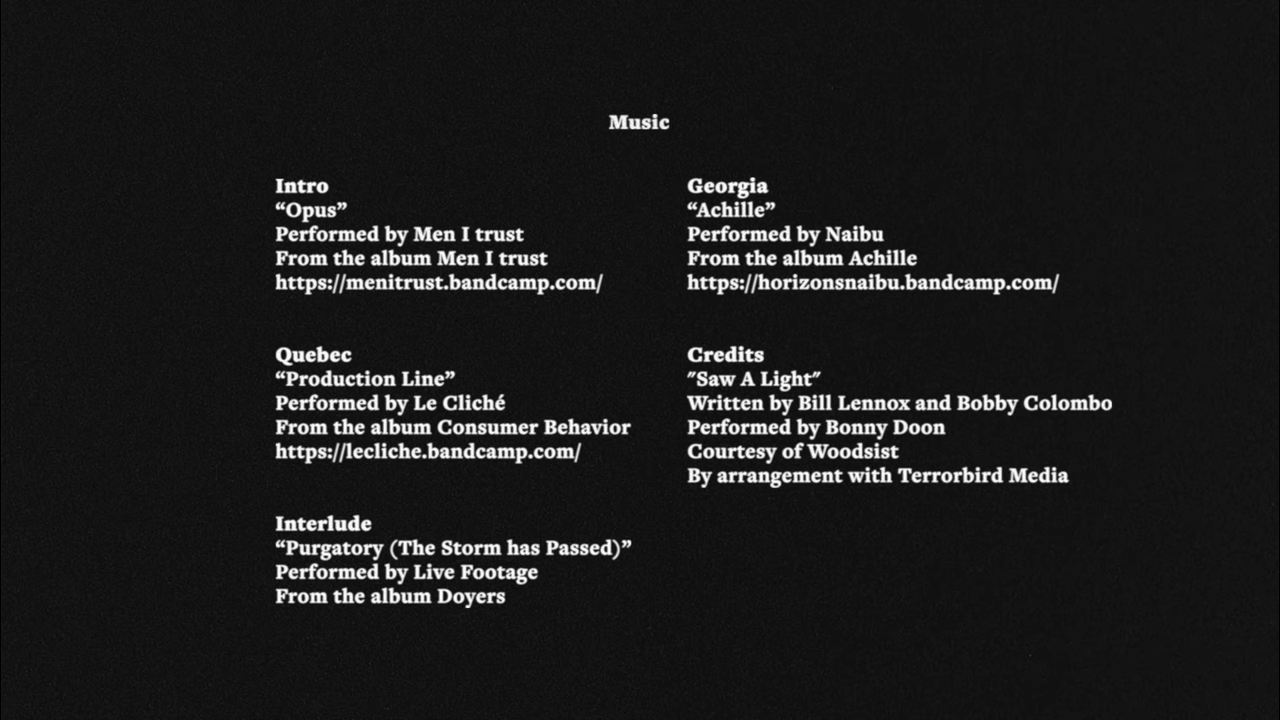 Music
Intro
“Opus”
Performed by Men I trust
From the album Men I trust
https://menitrust.bandcamp.com/
Quebec
“Production Line”
Performed by Le Cliché
From the album Consumer Behavior
https://lecliche.bandcamp.com/
Interlude
“Purgatory (The Storm has Passed)”
Performed by Live Footage
From the album Doyers
Georgia
“Achille”
Performed by Naibu
From the album Achille
https://horizonsnaibu.bandcamp.com/
Credits
"Saw A Light"
Written by Bill Lennox and Bobby Colombo
Performed by Bonny Doon
Courtesy of Woodsist
By arrangement with Terrorbird Media